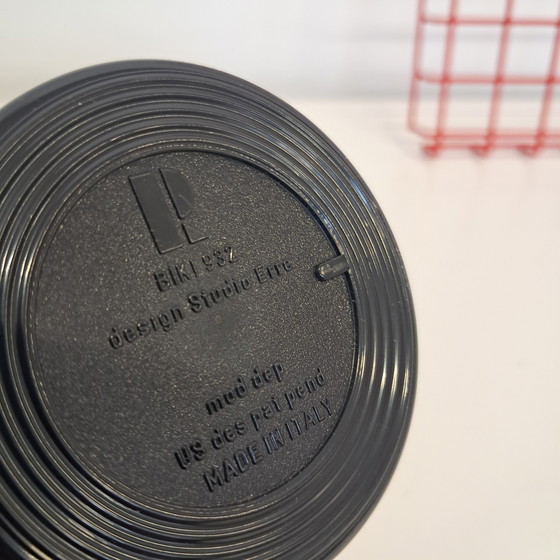 R
BIKI 932
design Studio Erre
mod dep
US des pat pend
MADE IN ITALY